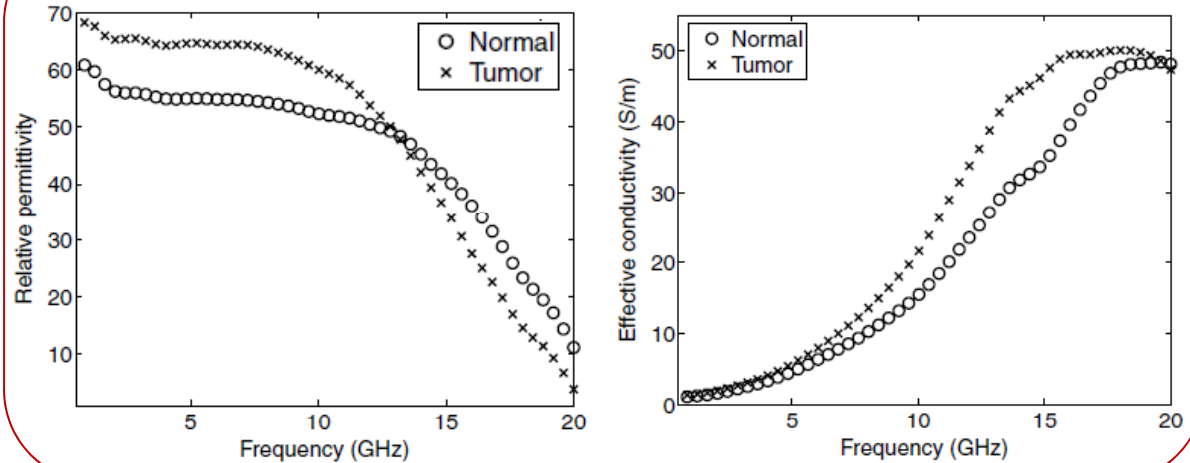 70
60
50
40
30
20
10
5
10
15
20
Relative permittivity
Frequency (GHz)
Normal
Tumor
50
40
30
20
10
0
5
10
15
20
Effective conductivity (S/m)
Frequency (GHz)
Normal
Tumor